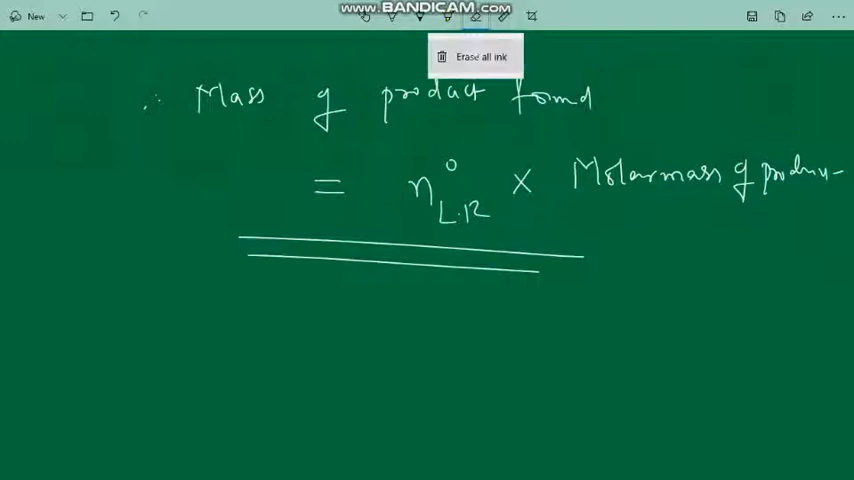 www.BANDICAM.com
New
Erase all ink
∴ Mass of product formed
= n°L.R × Molar mass of produ